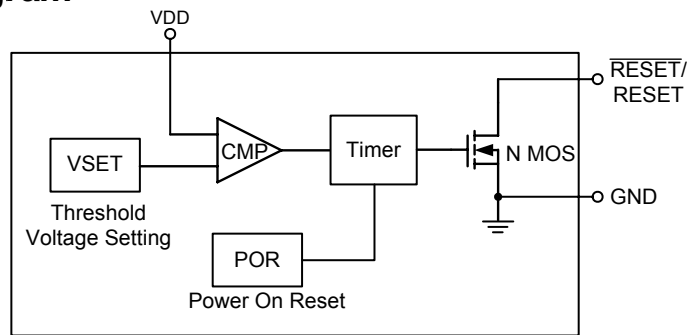 VDD
RESET/
RESET
VSET
CMP
Timer
N MOS
GND
Threshold
Voltage Setting
POR
Power On Reset